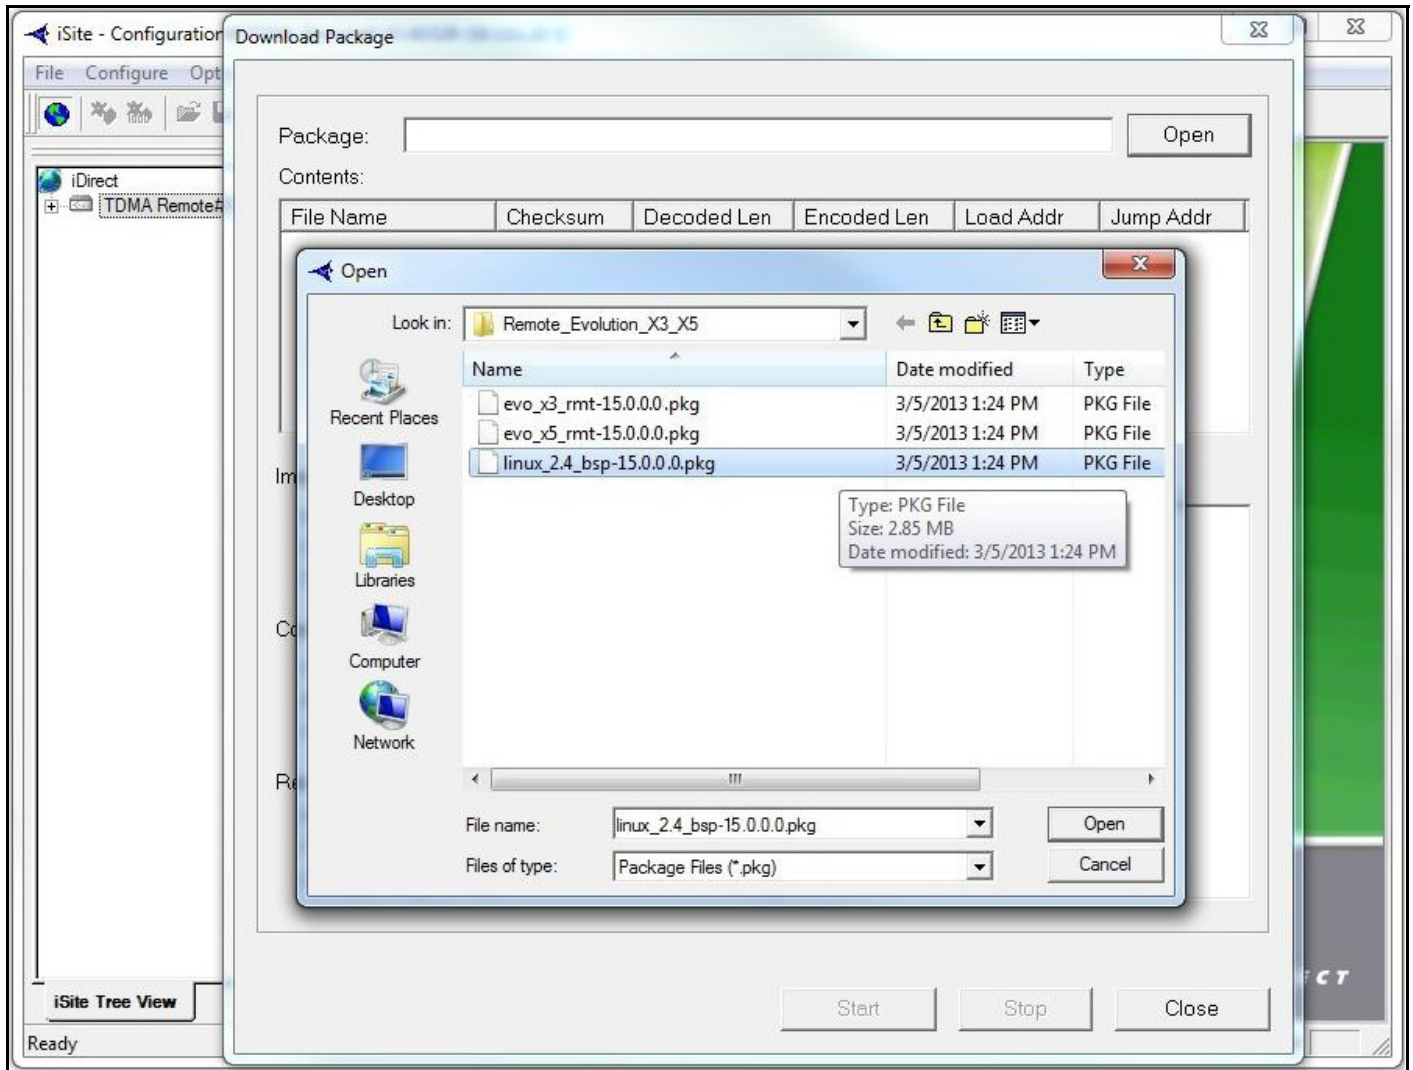 iSite - Configuration
Download Package
File Configure Opt
Package:
Open
Contents:
iDirect
TDMA Remote#
File Name Checksum Decoded Len Encoded Len Load Addr Jump Addr
Open
Look in: Remote_Evolution_X3_X5
Name Date modified Type
evo_x3_rmt-15.0.0.0.pkg 3/5/2013 1:24 PM PKG File
evo_x5_rmt-15.0.0.0.pkg 3/5/2013 1:24 PM PKG File
linux_2.4_bsp-15.0.0.0.pkg 3/5/2013 1:24 PM PKG File
Recent Places
Desktop
Libraries
Computer
Network
Type: PKG File
Size: 2.85 MB
Date modified: 3/5/2013 1:24 PM
Im
Co
Re
File name: linux_2.4_bsp-15.0.0.0.pkg Open
Files of type: Package Files (*.pkg) Cancel
CT
iSite Tree View
Start Stop Close
Ready